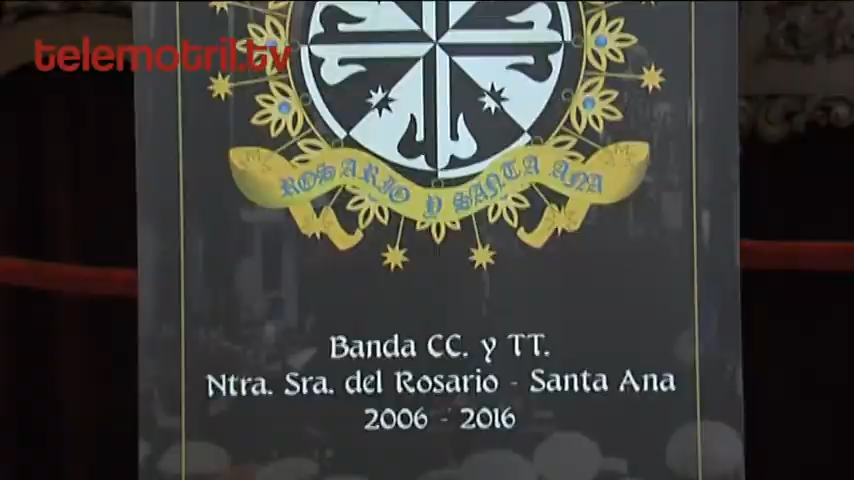 telemotril.tv
ROSARIO Y SANTA ANA
Banda CC. y TT.
Ntra. Sra. del Rosario - Santa Ana
2006 - 2016